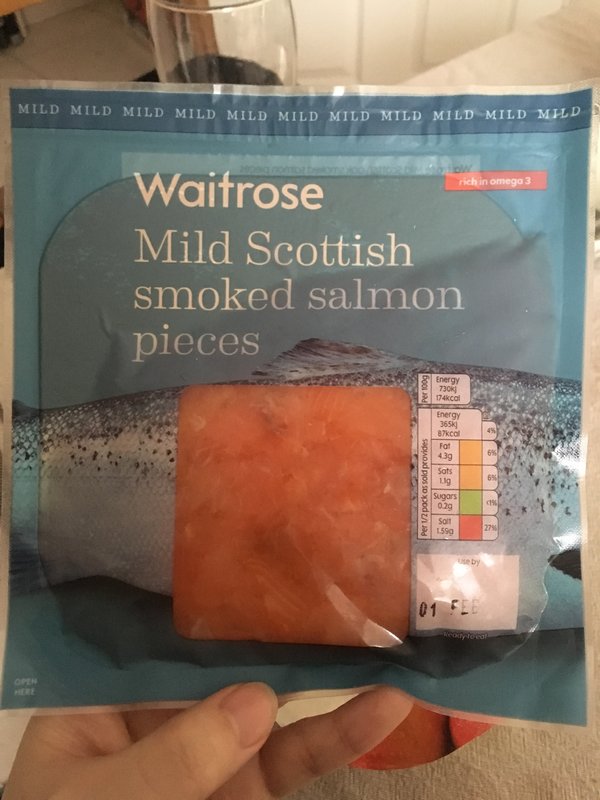 MILD MILD MILD MILD MILD MILD MILD MILD MILD MILD MILD
Waitrose
rich in omega 3
Mild Scottish
smoked salmon
pieces
Per 100g
Energy
730kJ
174kcal
Per 1/2 pack as sold provides
Energy
365kJ
87kcal
4%
Fat
4.3g
6%
Sats
1.1g
6%
Sugars
0.2g
<1%
Salt
1.59g
27%
use by
01 FEB
Ready to eat
OPEN
HERE